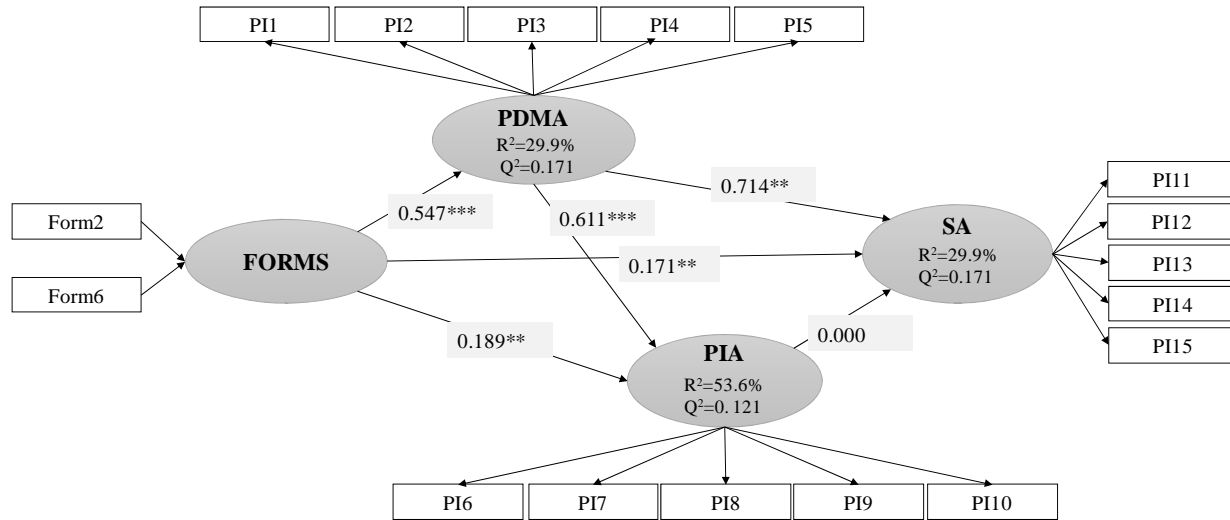 PI1
PI2
PI3
PI4
PI5
PDMA
R²=29.9%
Q²=0.171
0.714**
0.547***
0.611***
Form2
Form6
FORMS
0.171**
SA
R²=29.9%
Q²=0.171
PI11
PI12
PI13
PI14
PI15
0.189**
0.000
PIA
R²=53.6%
Q²=0. 121
PI6
PI7
PI8
PI9
PI10